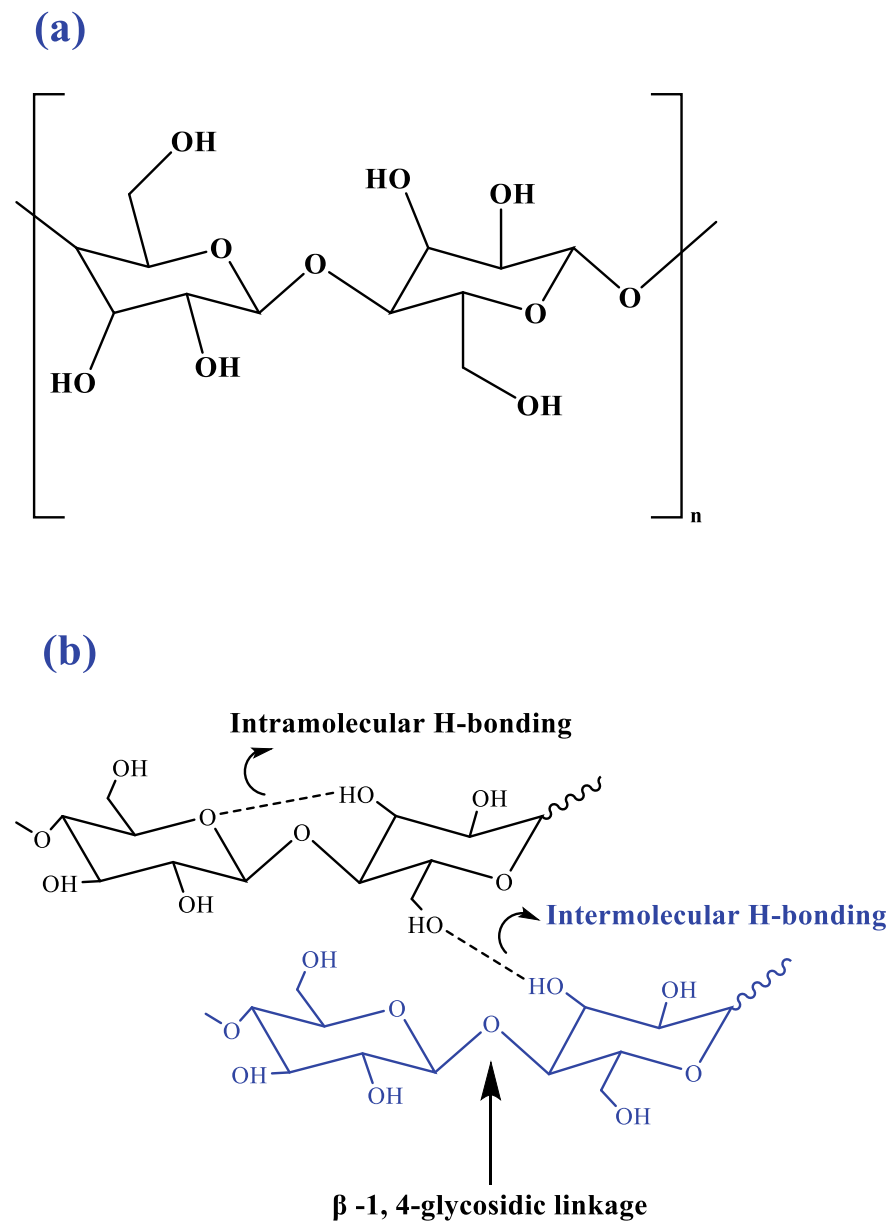 (a)
OH
HO
OH
O
O
O
O
HO
OH
OH
n
(b)
Intramolecular H-bonding
OH
HO
OH
O
O
O
OH
OH
O
HO
Intermolecular H-bonding
OH
HO
OH
O
O
O
OH
OH
O
OH
β -1, 4-glycosidic linkage